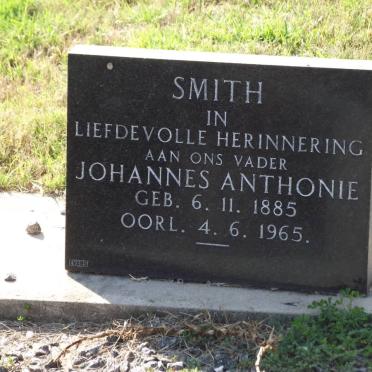 SMITH
IN
LIEFDEVOLLE HERINNERING
AAN ONS VADER
JOHANNES ANTHONIE
GEB. 6. 11. 1885
OORL. 4. 6. 1965.